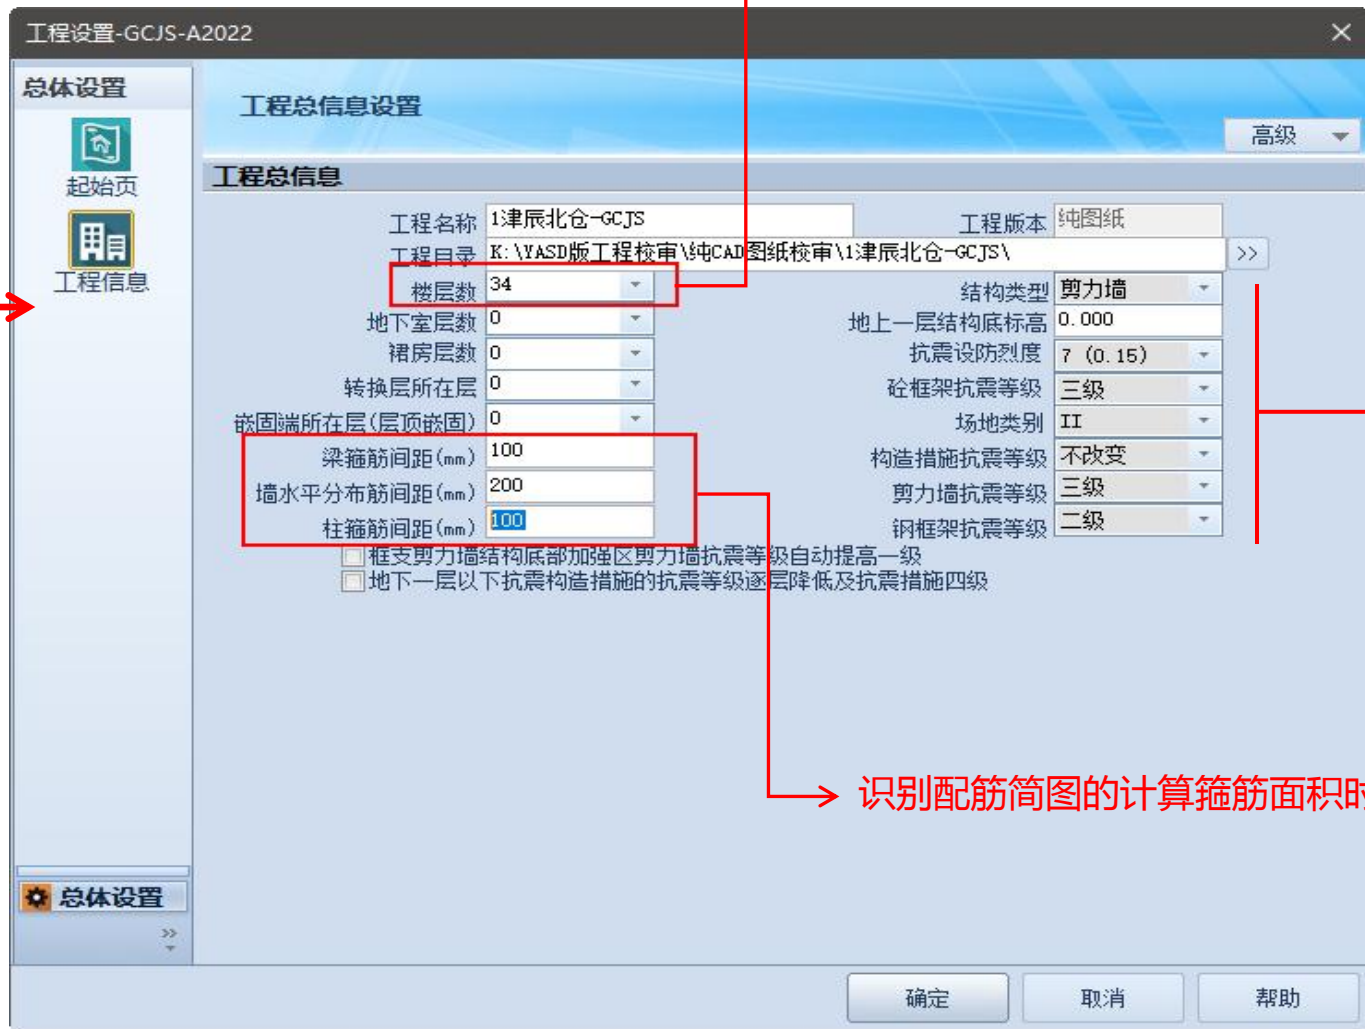 工程设置-GCJS-A2022
总体设置
起始页
工程信息
工程总信息设置
高级
工程总信息
工程名称 1津辰北仓-GCJS 工程版本 纯图纸
工程目录 K:\YASD版工程校审\纯CAD图纸校审\1津辰北仓-GCJS\ >>
楼层数 34 结构类型 剪力墙
地下室层数 0 地上一层结构底标高 0.000
裙房层数 0 抗震设防烈度 7 (0.15)
转换层所在层 0 砼框架抗震等级 三级
嵌固端所在层(层顶嵌固) 0 场地类别 II
梁箍筋间距(mm) 100 构造措施抗震等级 不改变
墙水平分布筋间距(mm) 200 剪力墙抗震等级 三级
柱箍筋间距(mm) 100 钢框架抗震等级 二级
框支剪力墙结构底部加强区剪力墙抗震等级自动提高一级
地下一层以下抗震构造措施的抗震等级逐层降低及抗震措施四级
识别配筋简图的计算箍筋面积时
总体设置
>>
确定 取消 帮助